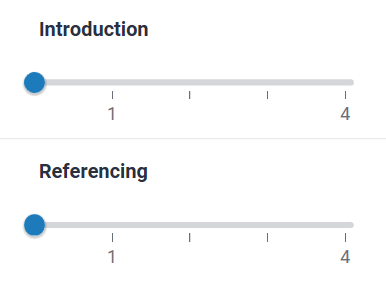 Introduction
1 4
Referencing
1 4